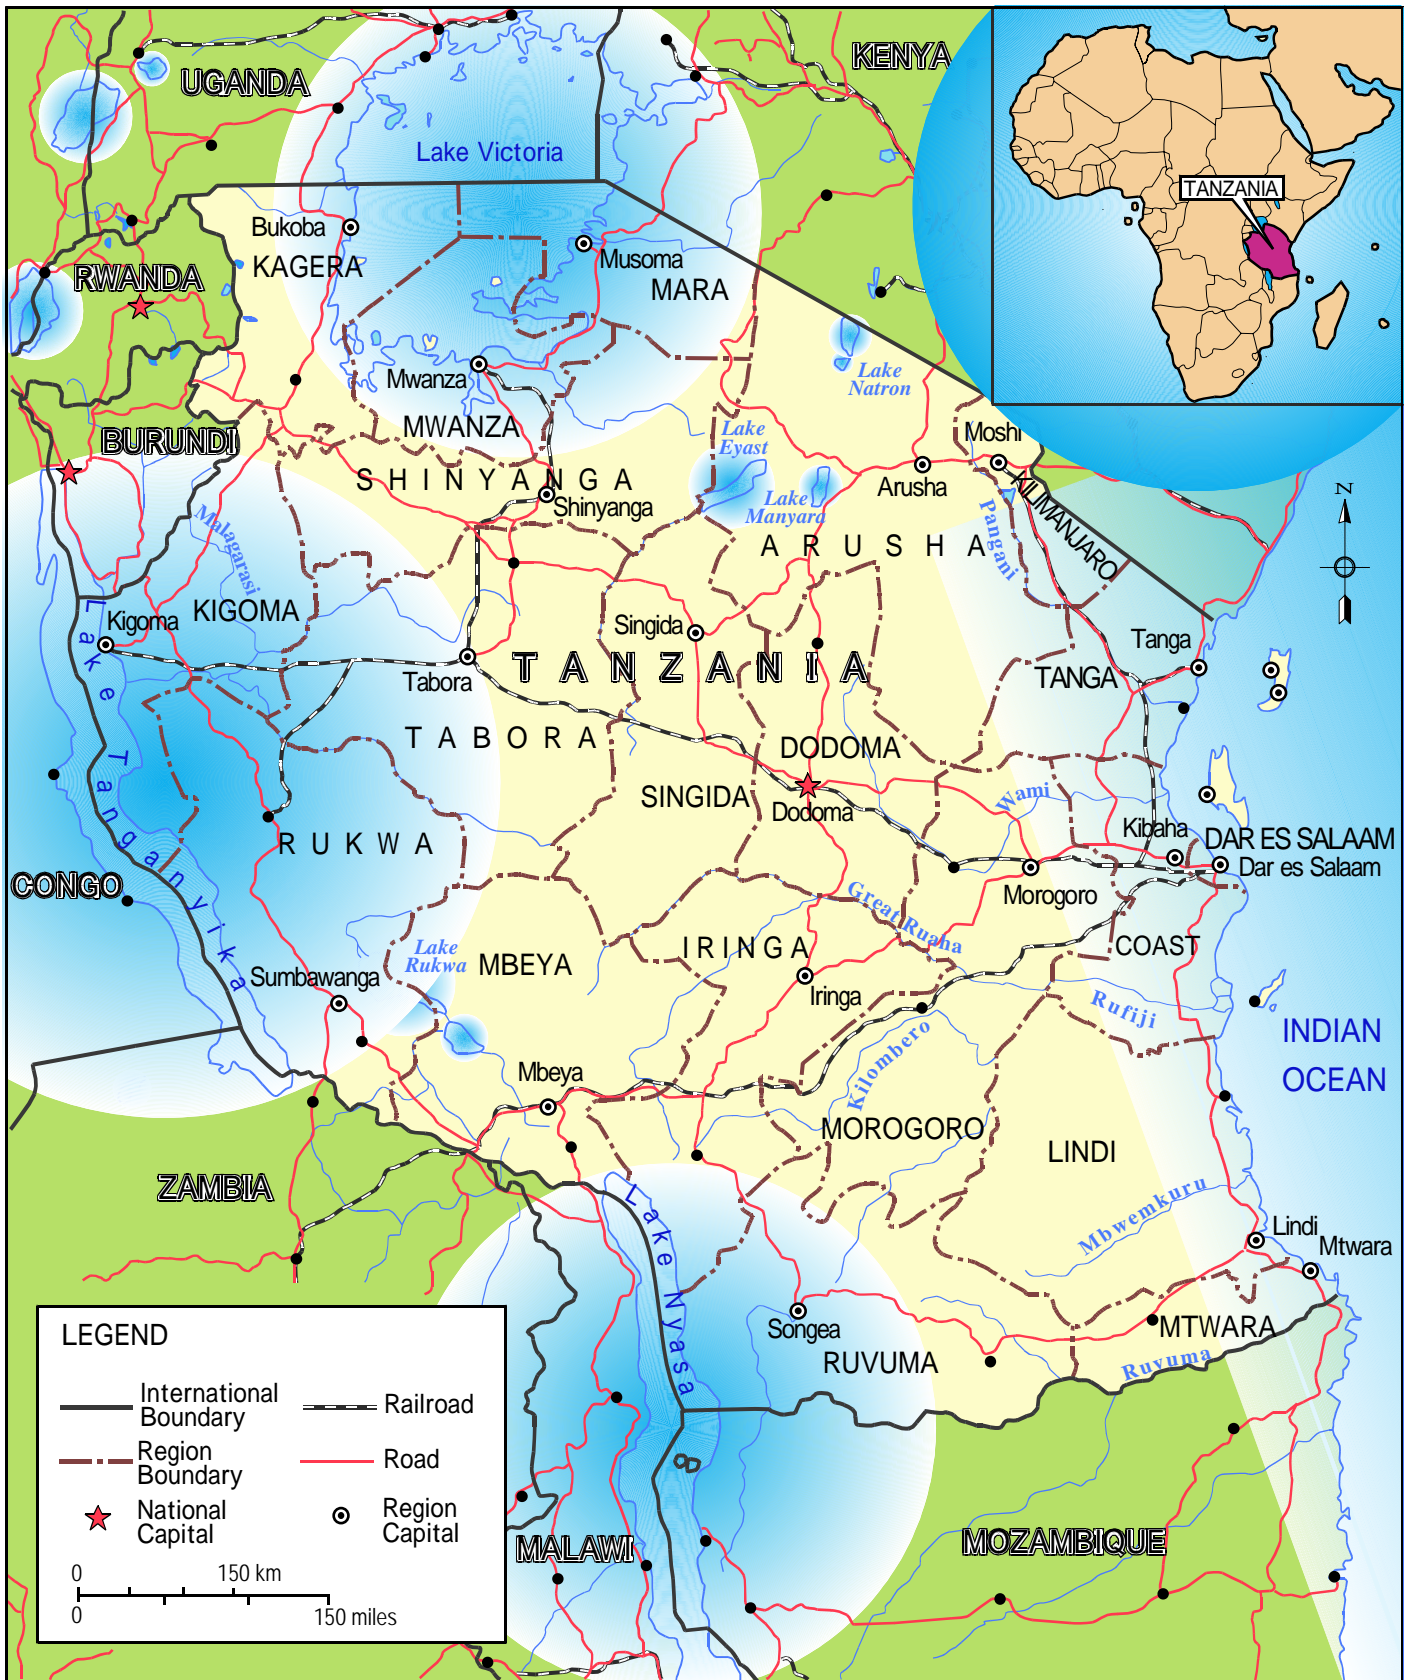 UGANDA
KENYA
Lake Victoria
TANZANIA
Bukoba
KAGERA
Musoma
MARA
RWANDA
Lake
Natron
Mwanza
MWANZA
BURUNDI
Lake
Eyast
Moshi
SHINYANGA
Shinyanga
Lake
Manyara
Arusha
KILIMANJARO
N
Malagarasi
ARUSHA
Pangani
Lake Tanganyika
Kigoma
KIGOMA
Singida
Tanga
Tabora
TANZANIA
TANGA
TABORA
DODOMA
SINGIDA
Dodoma
Wami
RUKWA
Kibaha
DAR ES SALAAM
Dar es Salaam
CONGO
Morogoro
Great Ruaha
Lake
Rukwa
MBEYA
IRINGA
COAST
Sumbawanga
Iringa
Rufiji
INDIAN
OCEAN
Kilombero
Mbeya
MOROGORO
LINDI
ZAMBIA
Lake Nyasa
Mbwemkuru
Lindi
Mtwara
Songea
RUVUMA
MTWARA
Ruvuma
LEGEND
International
Boundary
Railroad
Region
Boundary
Road
National
Capital
Region
Capital
0
150 km
0
150 miles
MALAWI
MOZAMBIQUE